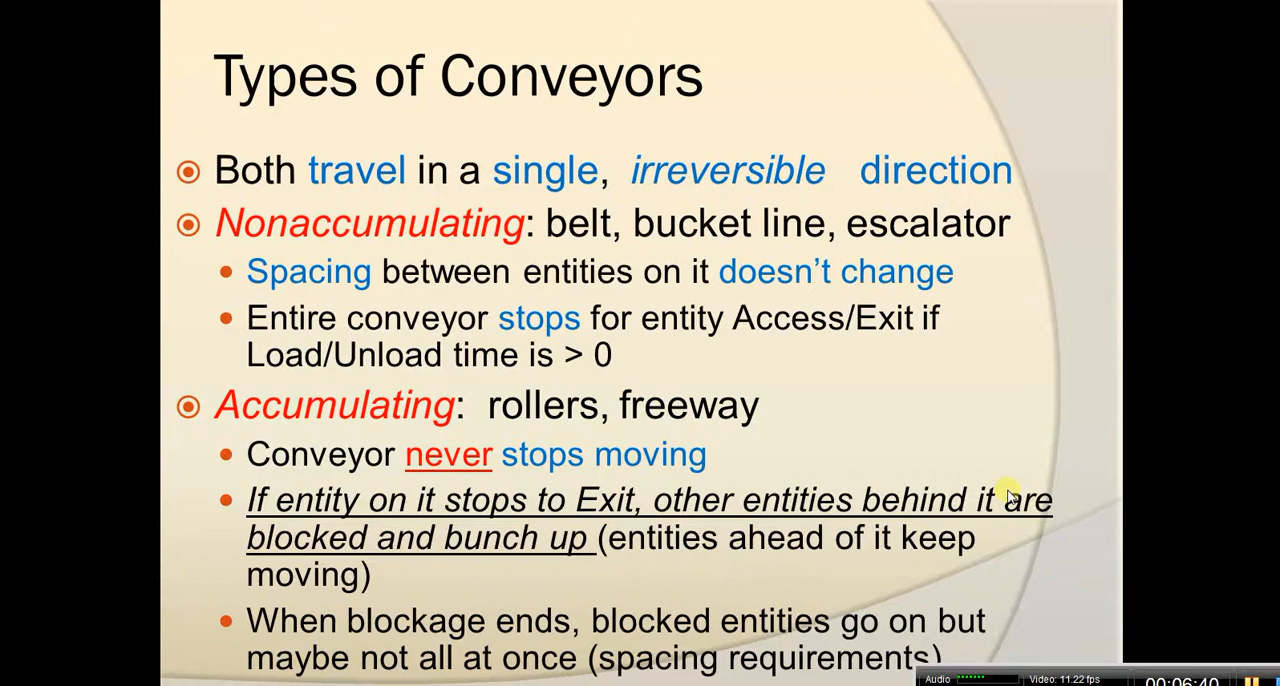 Types of Conveyors
Both travel in a single, irreversible direction
Nonaccumulating: belt, bucket line, escalator
Spacing between entities on it doesn't change
Entire conveyor stops for entity Access/Exit if
Load/Unload time is > 0
Accumulating: rollers, freeway
Conveyor never stops moving
If entity on it stops to Exit, other entities behind it are
blocked and bunch up (entities ahead of it keep
moving)
When blockage ends, blocked entities go on but
maybe not all at once (spacing requirements)
Audio Video: 11.22 fps 00:06:40